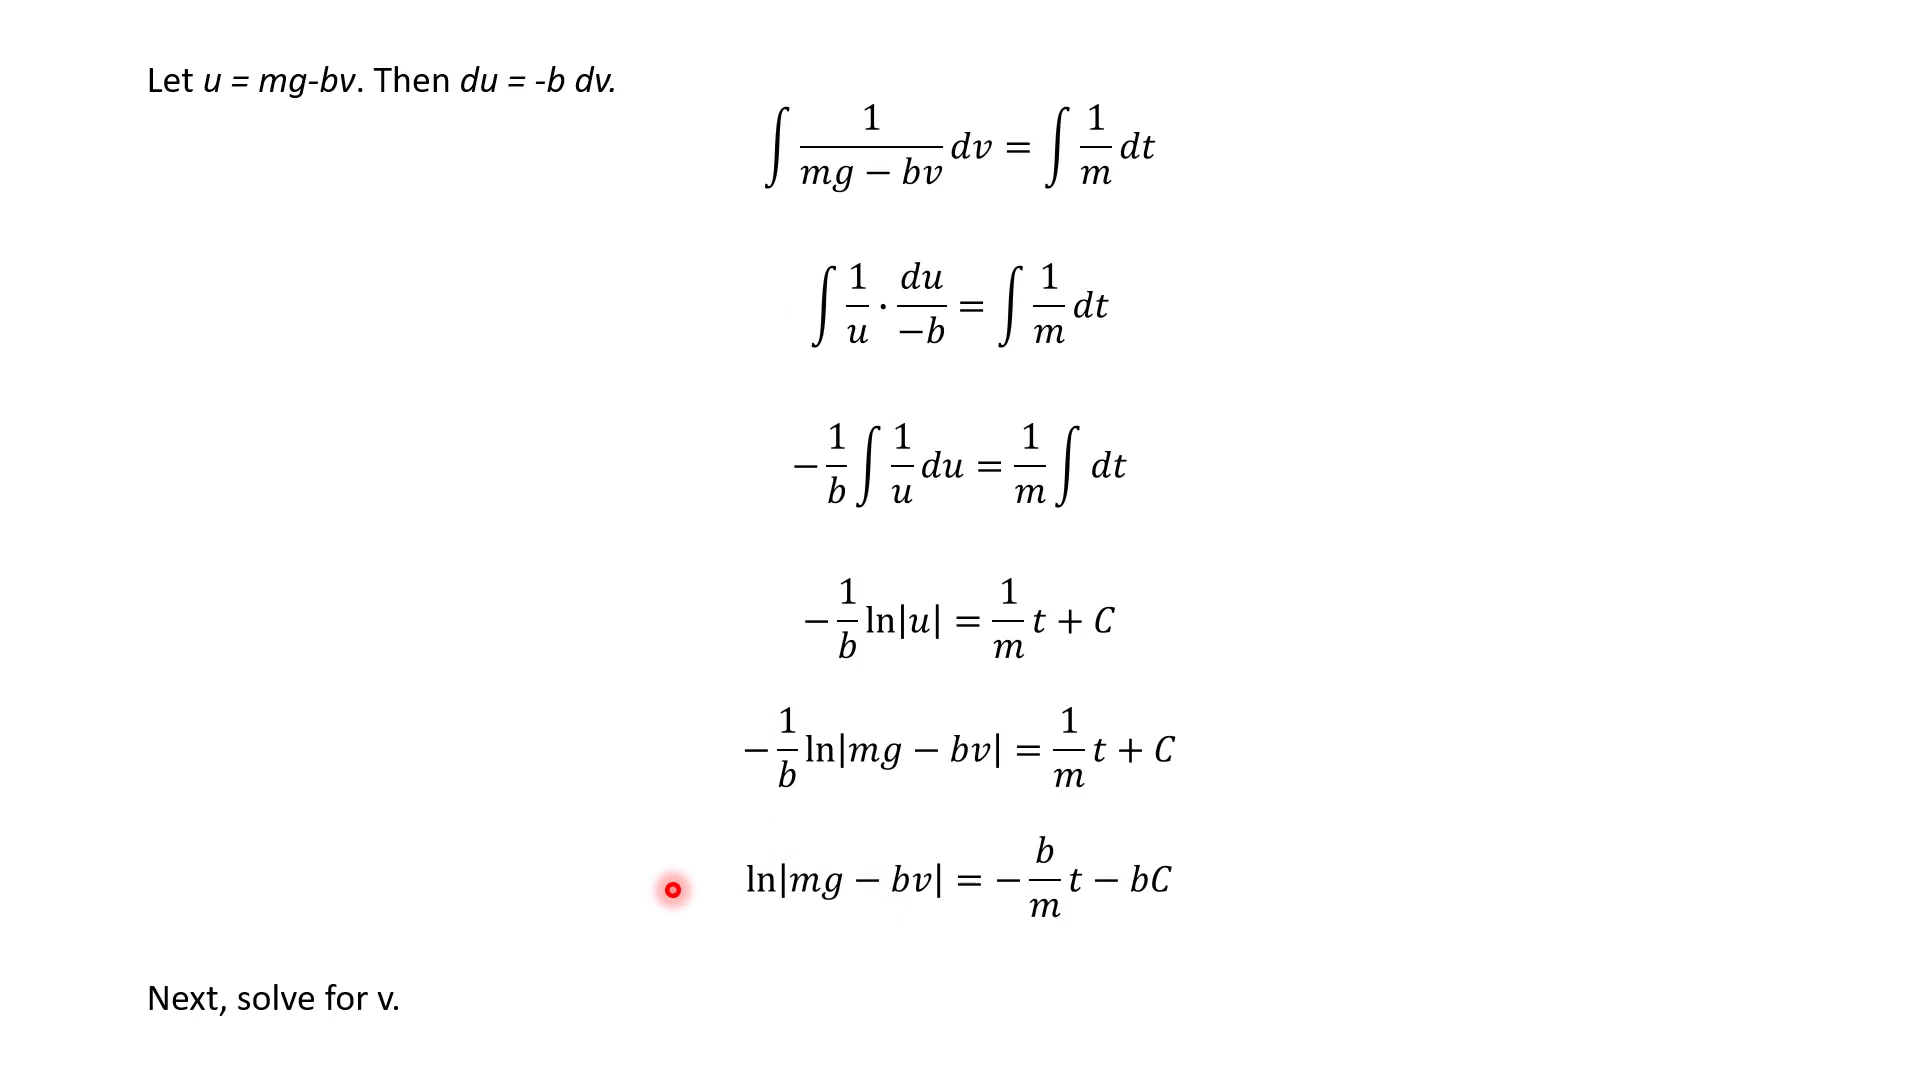 Let u = mg-bv. Then du = -b dv.
∫ 1/(mg − bv) dv = ∫ 1/m dt
∫ 1/u · du/−b = ∫ 1/m dt
−1/b ∫ 1/u du = 1/m ∫ dt
−1/b ln|u| = 1/m t + C
−1/b ln|mg − bv| = 1/m t + C
ln|mg − bv| = −b/m t − bC
Next, solve for v.